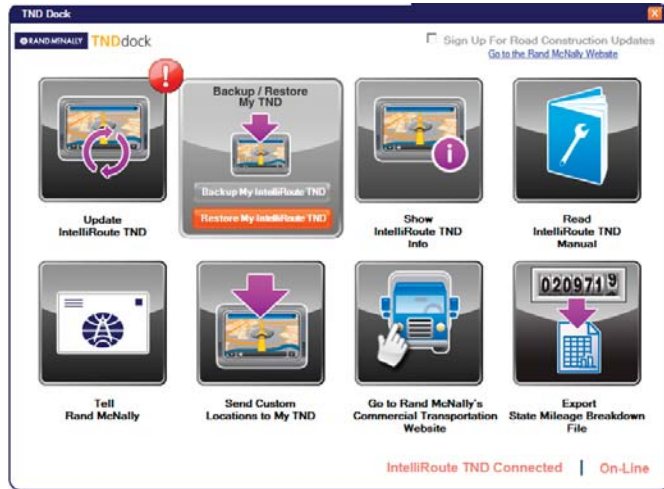 TND Dock
RAND MCNALLY TNDdock
Sign Up For Road Construction Updates
Go to the Rand McNally Website
!
Backup / Restore
My TND
Backup My IntelliRoute TND
Restore My IntelliRoute TND
i
Update
IntelliRoute TND
Show
IntelliRoute TND
Info
Read
IntelliRoute TND
Manual
0209719
Tell
Rand McNally
Send Custom
Locations to My TND
Go to Rand McNally's
Commercial Transportation
Website
Export
State Mileage Breakdown
File
IntelliRoute TND Connected | On-Line